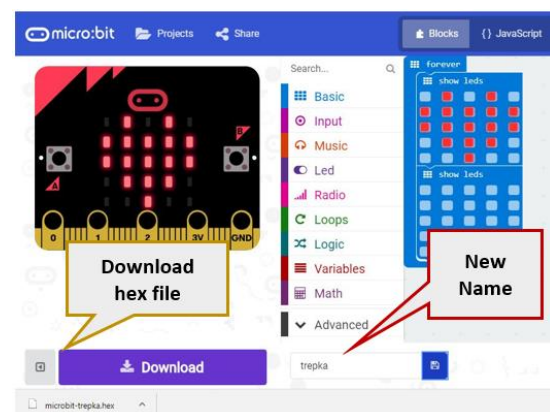 micro:bit Projects Share Blocks {} JavaScript
Search...
Basic
Input
Music
Led
Radio
Loops
Logic
Variables
Math
Advanced
forever
show leds
show leds
B
A
0 1 2 3V GND
Download
hex file
New
Name
Download
trepka
microbit-trepka.hex